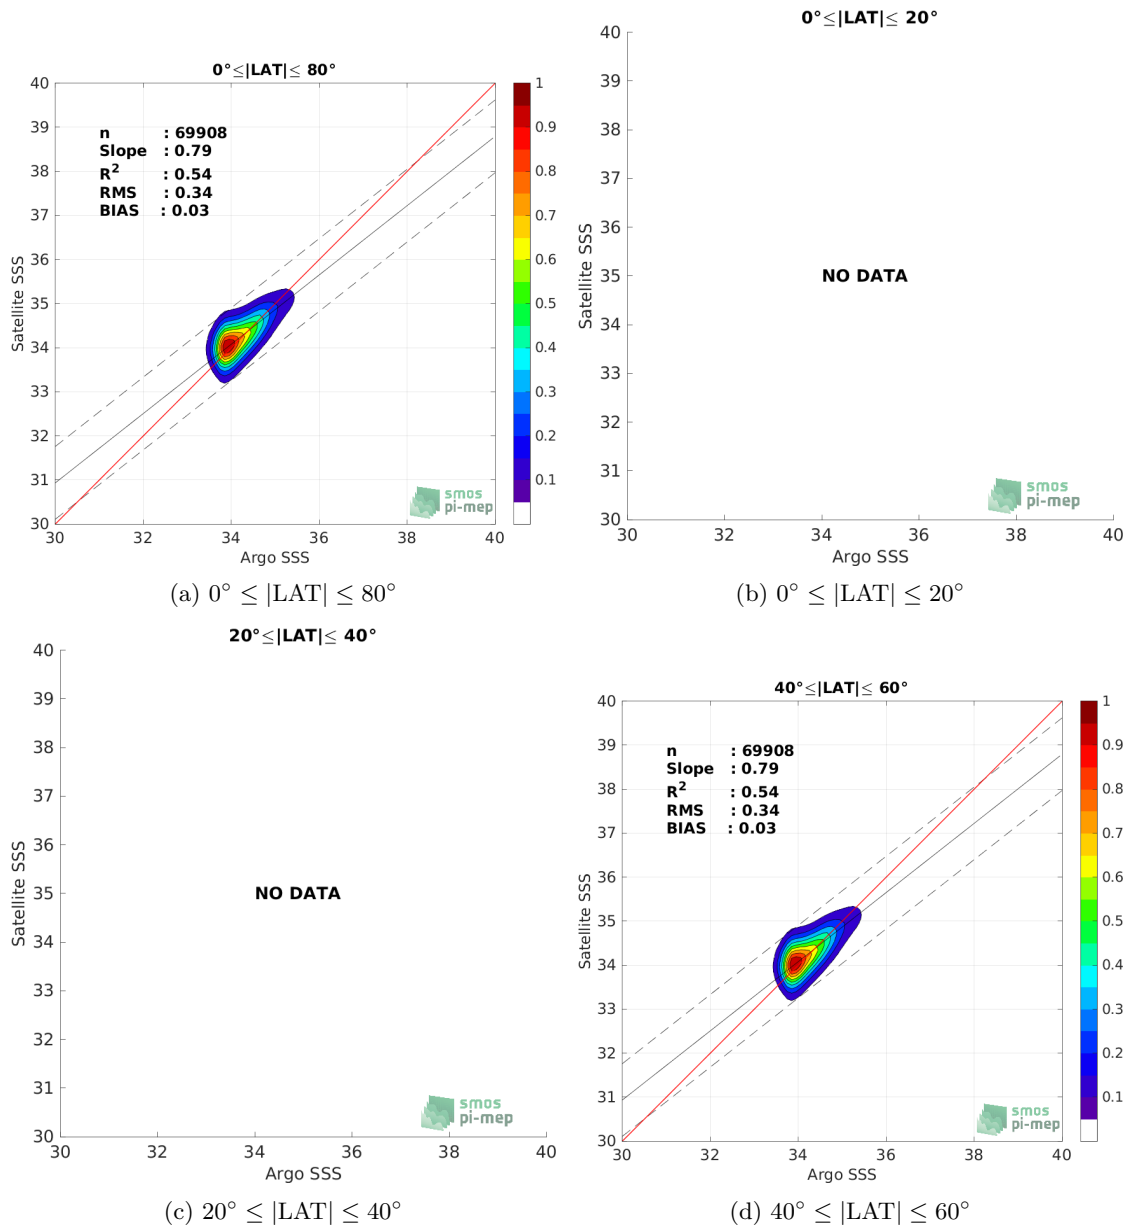 0°≤|LAT|≤ 80°
40
39
38
37
36
35
34
33
32
31
30
Satellite SSS
n : 69908
Slope : 0.79
R² : 0.54
RMS : 0.34
BIAS : 0.03
1
0.9
0.8
0.7
0.6
0.5
0.4
0.3
0.2
0.1
smos
pi-mep
30 32 34 36 38 40
Argo SSS
(a) 0° ≤ |LAT| ≤ 80°
0°≤|LAT|≤ 20°
40
39
38
37
36
35
34
33
32
31
30
Satellite SSS
NO DATA
smos
pi-mep
30 32 34 36 38 40
Argo SSS
(b) 0° ≤ |LAT| ≤ 20°
20°≤|LAT|≤ 40°
40
39
38
37
36
35
34
33
32
31
30
Satellite SSS
NO DATA
smos
pi-mep
30 32 34 36 38 40
Argo SSS
(c) 20° ≤ |LAT| ≤ 40°
40°≤|LAT|≤ 60°
40
39
38
37
36
35
34
33
32
31
30
Satellite SSS
n : 69908
Slope : 0.79
R² : 0.54
RMS : 0.34
BIAS : 0.03
1
0.9
0.8
0.7
0.6
0.5
0.4
0.3
0.2
0.1
smos
pi-mep
30 32 34 36 38 40
Argo SSS
(d) 40° ≤ |LAT| ≤ 60°